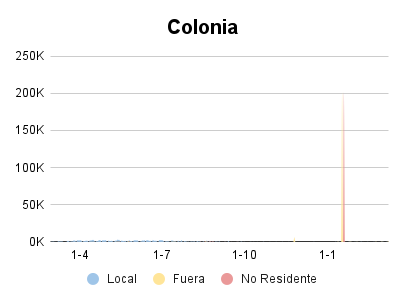 Colonia
250K
200K
150K
100K
50K
0K
1-4 1-7 1-10 1-1
Local Fuera No Residente